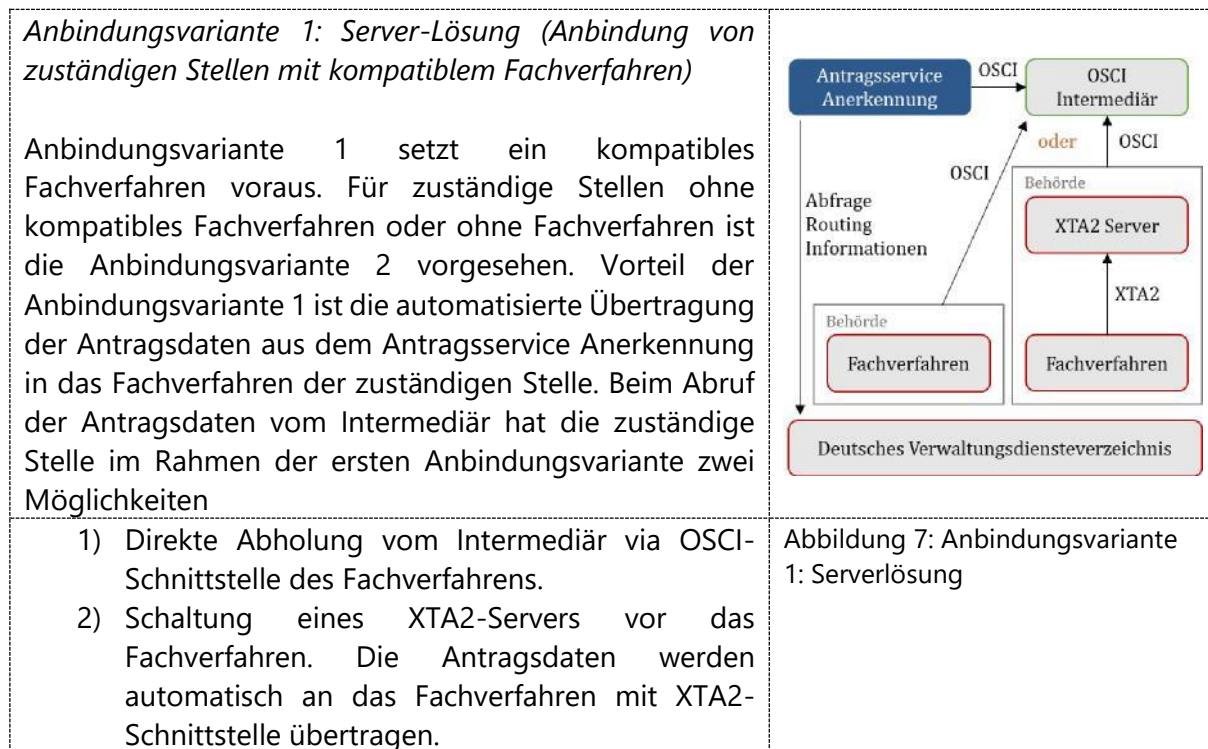 Anbindungsvariante 1: Server-Lösung (Anbindung von
zuständigen Stellen mit kompatiblem Fachverfahren)
Anbindungsvariante 1 setzt ein kompatibles
Fachverfahren voraus. Für zuständige Stellen ohne
kompatibles Fachverfahren oder ohne Fachverfahren ist
die Anbindungsvariante 2 vorgesehen. Vorteil der
Anbindungsvariante 1 ist die automatisierte Übertragung
der Antragsdaten aus dem Antragsservice Anerkennung
in das Fachverfahren der zuständigen Stelle. Beim Abruf
der Antragsdaten vom Intermediär hat die zuständige
Stelle im Rahmen der ersten Anbindungsvariante zwei
Möglichkeiten
Antragsservice
Anerkennung
OSCI
OSCI
Intermediär
oder
OSCI
OSCI
Abfrage
Routing
Informationen
Behörde
XTA2 Server
XTA2
Fachverfahren
Behörde
Fachverfahren
Deutsches Verwaltungsdiensteverzeichnis
1) Direkte Abholung vom Intermediär via OSCI-
Schnittstelle des Fachverfahrens.
2) Schaltung eines XTA2-Servers vor das
Fachverfahren. Die Antragsdaten werden
automatisch an das Fachverfahren mit XTA2-
Schnittstelle übertragen.
Abbildung 7: Anbindungsvariante
1: Serverlösung